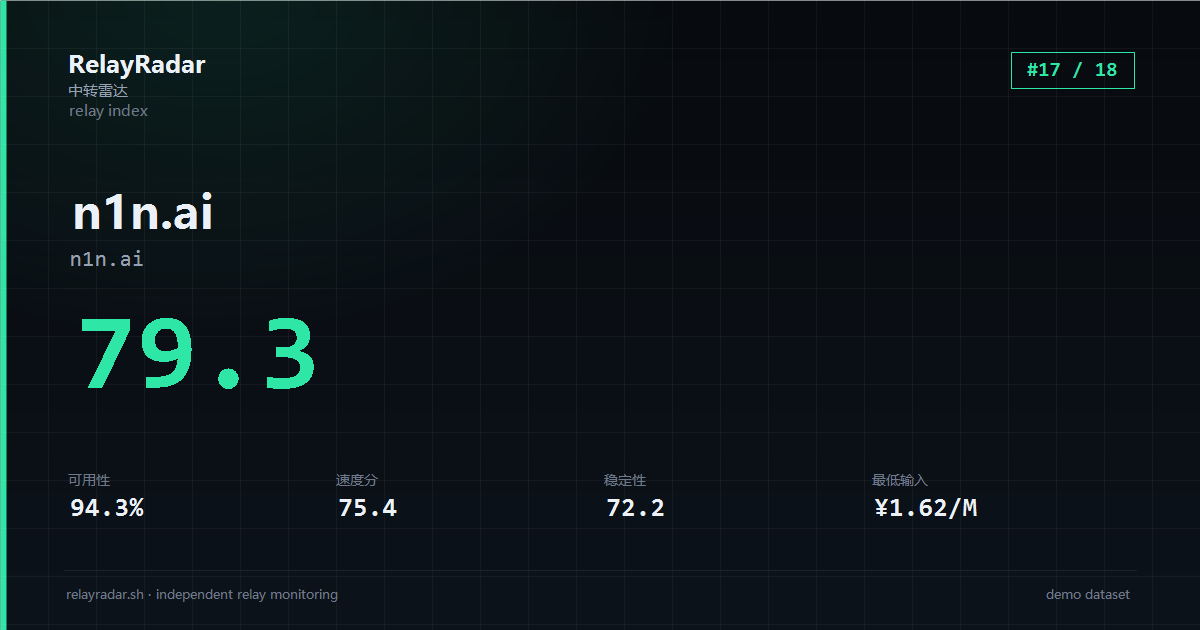 RelayRadar
中转雷达
relay index
#17 / 18
n1n.ai
n1n.ai
79.3
可用性
94.3%
速度分
75.4
稳定性
72.2
最低输入
¥1.62/M
relayradar.sh · independent relay monitoring
demo dataset